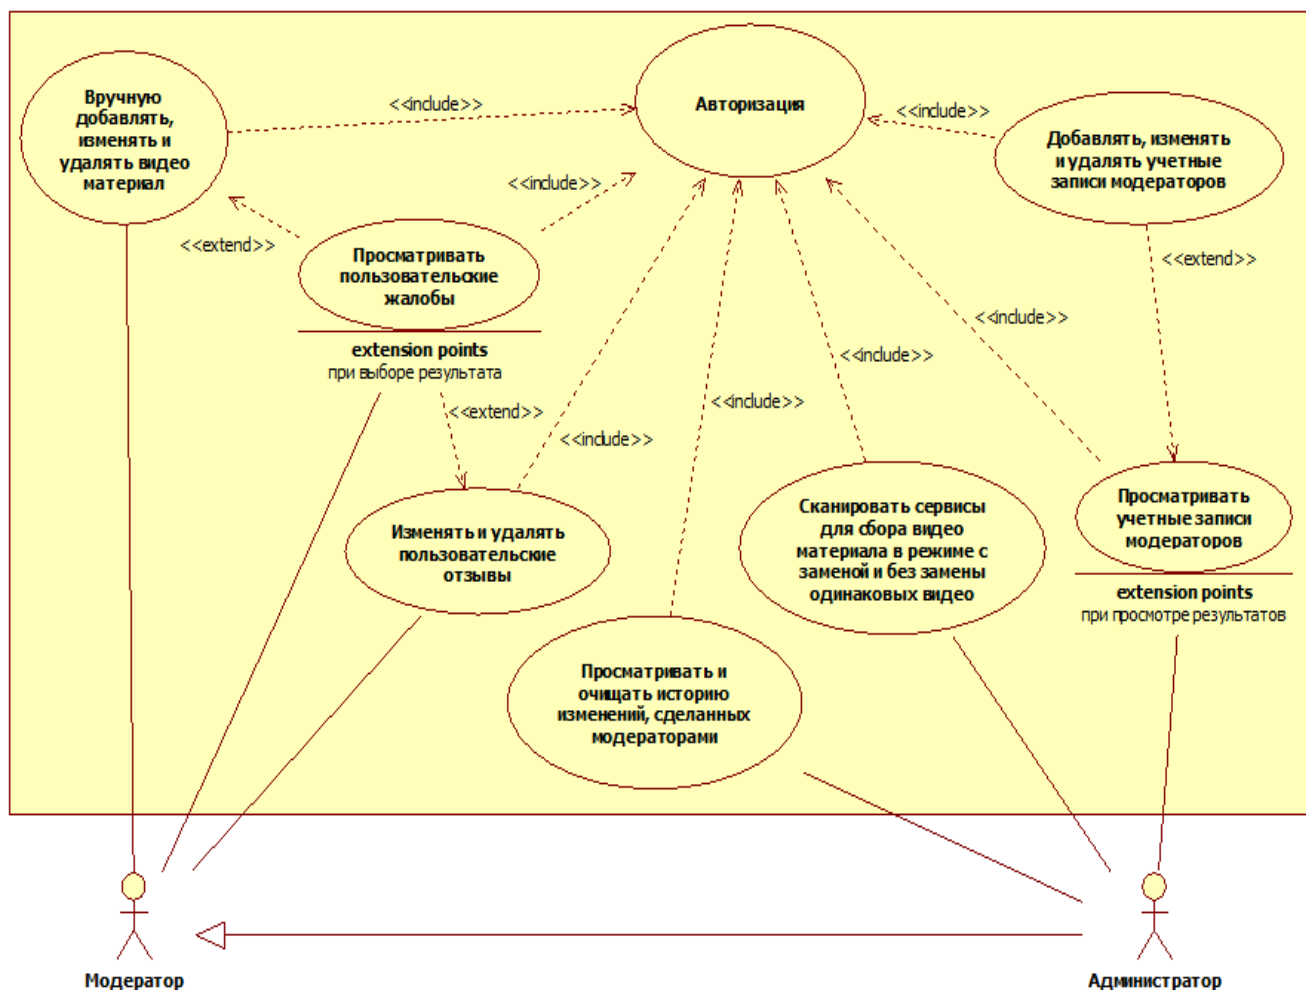 Вручную
добавлять,
изменять и
удалять видео
материал
<<include>>
Авторизация
<<include>>
Добавлять, изменять
и удалять учетные
записи модераторов
<<include>>
<<extend>>
Просматривать
пользовательские
жалобы
extension points
при выборе результата
<<extend>>
<<include>>
<<extend>>
<<include>>
<<include>>
<<include>>
Изменять и удалять
пользовательские
отзывы
Сканировать сервисы
для сбора видео
материала в режиме с
заменой и без замены
одинаковых видео
Просматривать
учетные записи
модераторов
extension points
при просмотре результатов
Просматривать и
очищать историю
изменений, сделанных
модераторами
Модератор
Администратор